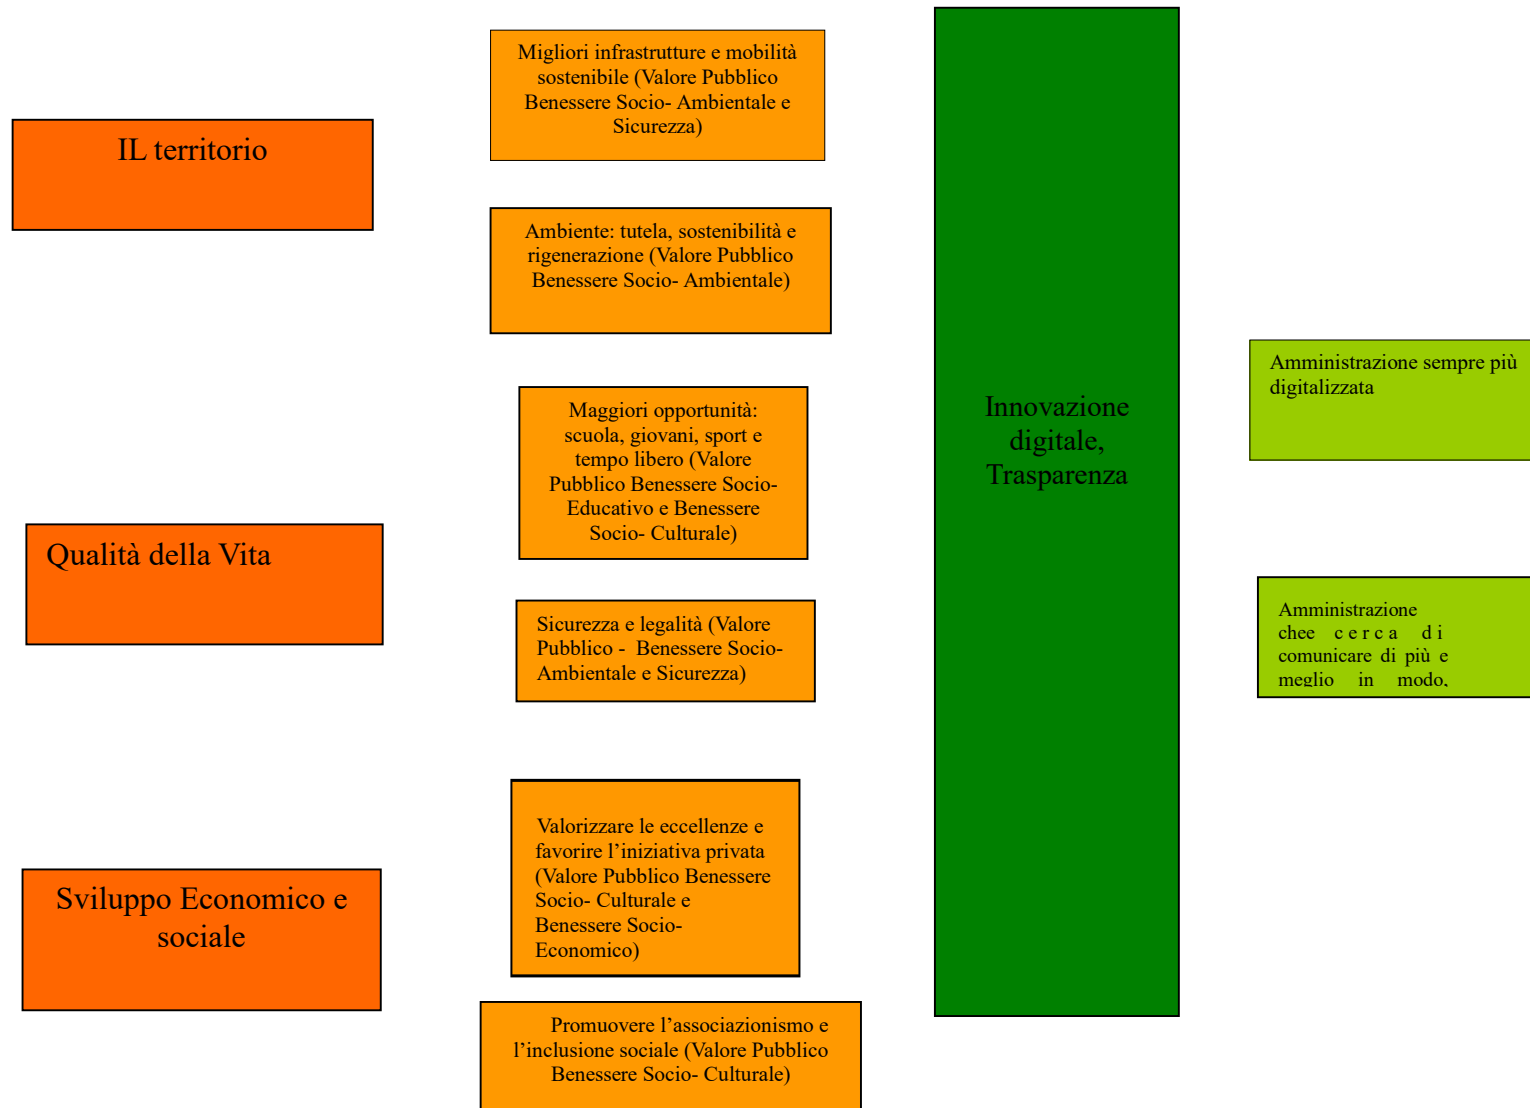 IL territorio
Migliori infrastrutture e mobilità
sostenibile (Valore Pubblico
Benessere Socio- Ambientale e
Sicurezza)
Ambiente: tutela, sostenibilità e
rigenerazione (Valore Pubblico
Benessere Socio- Ambientale)
Qualità della Vita
Maggiori opportunità:
scuola, giovani, sport e
tempo libero (Valore
Pubblico Benessere Socio-
Educativo e Benessere
Socio- Culturale)
Sicurezza e legalità (Valore
Pubblico - Benessere Socio-
Ambientale e Sicurezza)
Sviluppo Economico e
sociale
Valorizzare le eccellenze e
favorire l’iniziativa privata
(Valore Pubblico Benessere
Socio- Culturale e
Benessere Socio-
Economico)
Promuovere l’associazionismo e
l’inclusione sociale (Valore Pubblico
Benessere Socio- Culturale)
Innovazione
digitale,
Trasparenza
Amministrazione sempre più
digitalizzata
Amministrazione
chee c e r c a d i
comunicare di più e
meglio in modo,